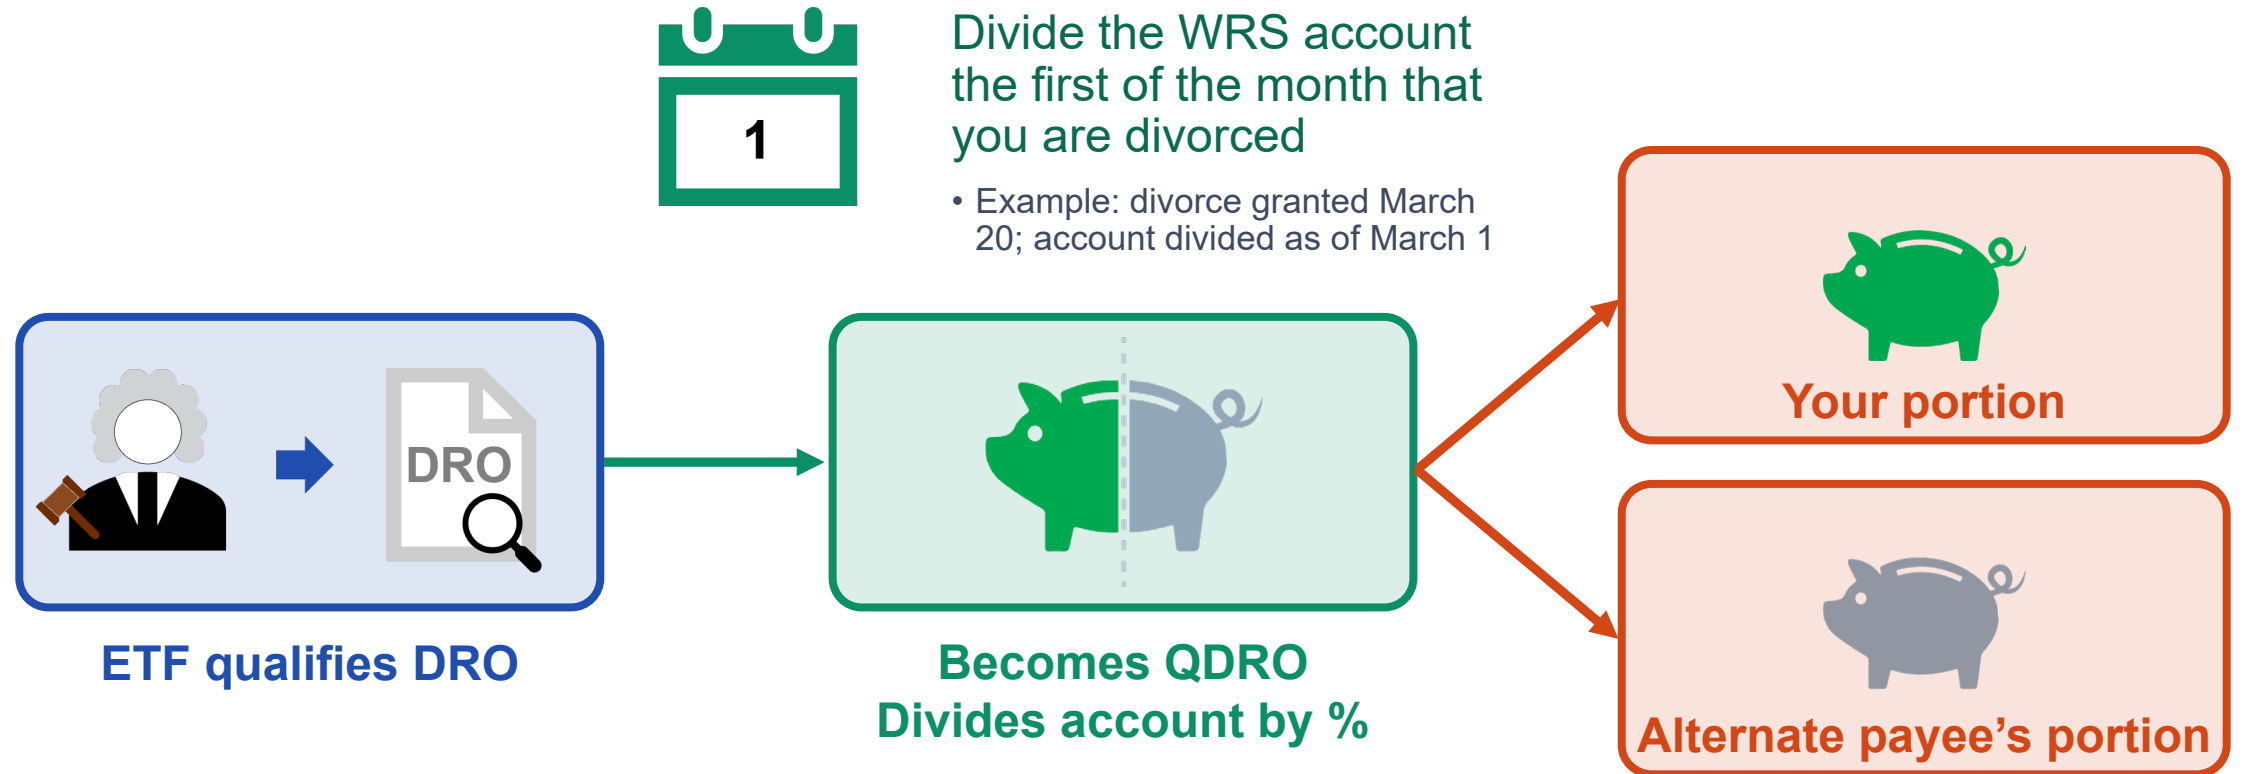 1
Divide the WRS account
the first of the month that
you are divorced
• Example: divorce granted March
20; account divided as of March 1
DRO
ETF qualifies DRO
Becomes QDRO
Divides account by %
Your portion
Alternate payee’s portion